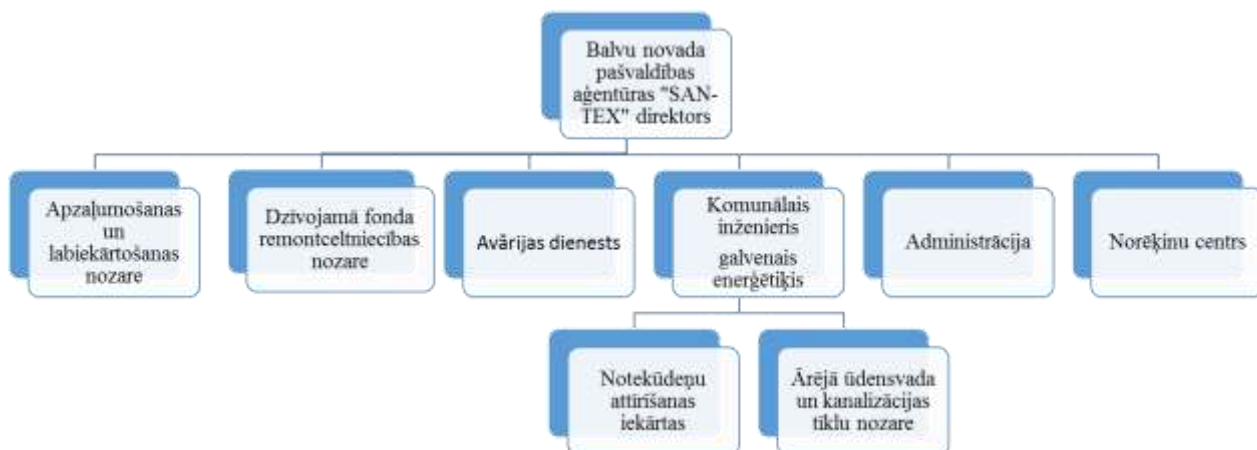 Balvu novada
pašvaldības
aģentūras "SAN-
TEX" direktors
Apzaļumošanas
un
labiekārtošanas
nozare
Dzīvojamā fonda
remontceltniecības
nozare
Avārijas dienests
Komunālais
inženieris
galvenais
enerģētiķis
Administrācija
Norēķinu centrs
Notekūdeņu
attīrīšanas
iekārtas
Ārējā ūdensvada
un kanalizācijas
tīklu nozare